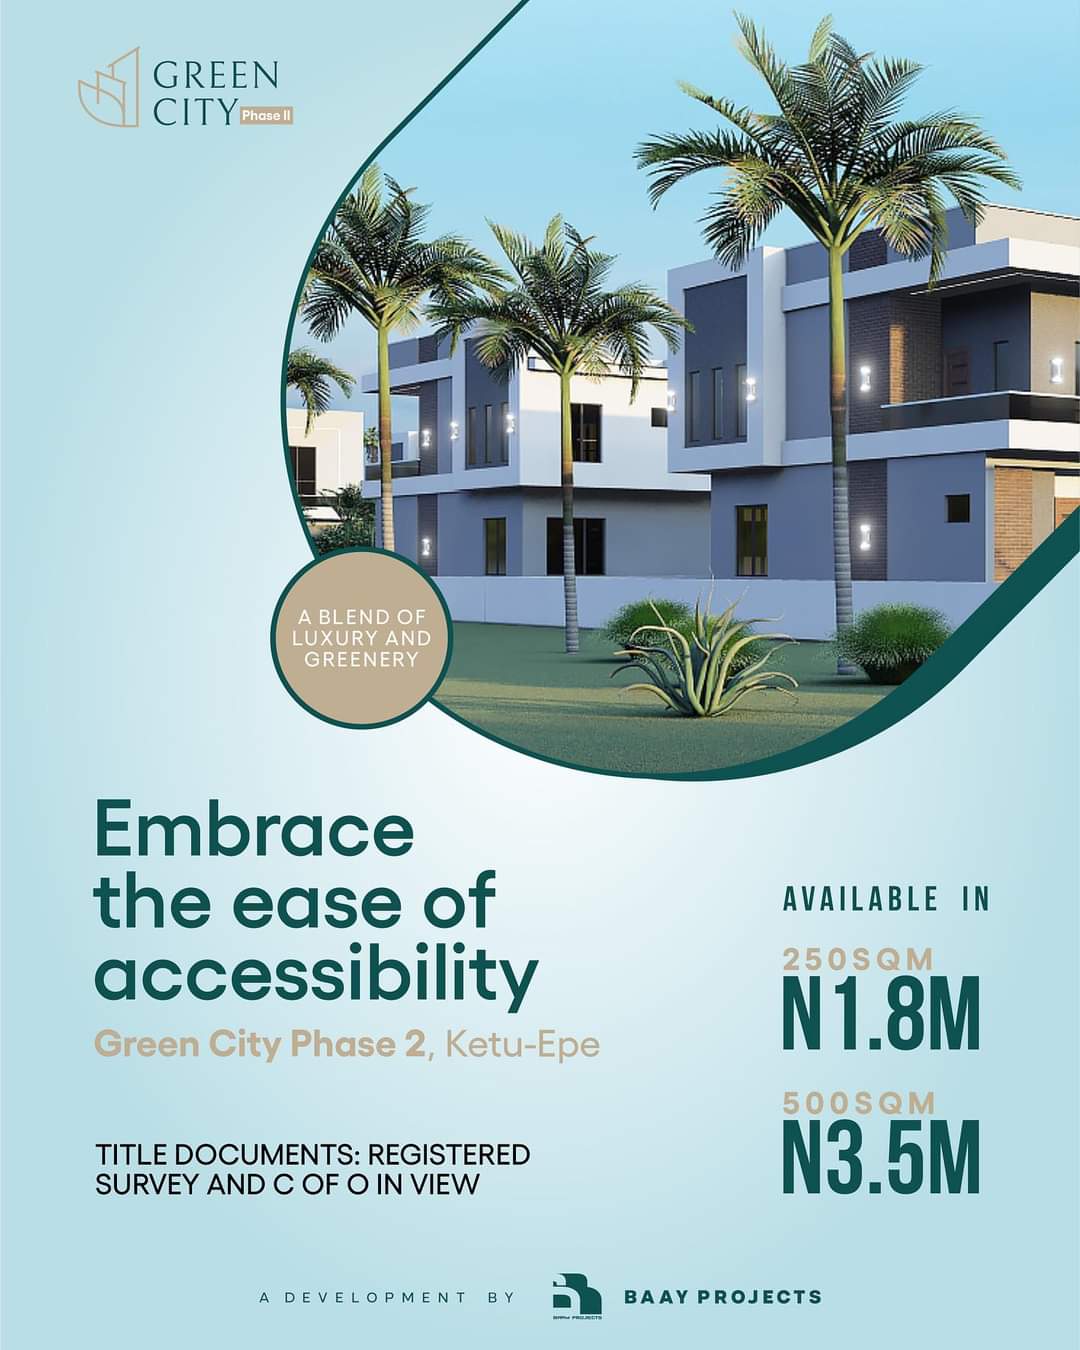 GREEN
CITY Phase II
A BLEND OF
LUXURY AND
GREENERY
Embrace
the ease of
accessibility
Green City Phase 2, Ketu-Epe
TITLE DOCUMENTS: REGISTERED
SURVEY AND C OF O IN VIEW
AVAILABLE IN
250SQM
N1.8M
500SQM
N3.5M
A DEVELOPMENT BY
BAAY PROJECTS
BAAY PROJECTS